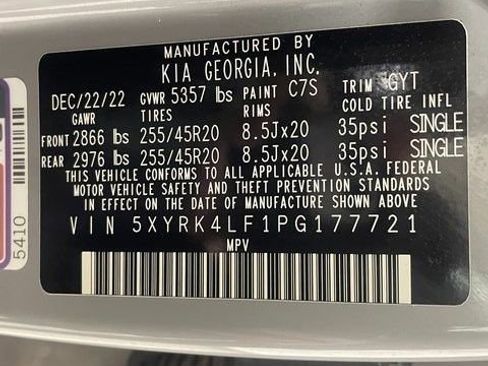 MANUFACTURED BY
KIA GEORGIA, INC.
DEC/22/22 GVWR 5357 lbs PAINT C7S TRIM GYT
GAWR TIRES RIMS COLD TIRE INFL
FRONT 2866 lbs 255/45R20 8.5Jx20 35psi SINGLE
REAR 2976 lbs 255/45R20 8.5Jx20 35psi SINGLE
THIS VEHICLE CONFORMS TO ALL APPLICABLE U.S.A. FEDERAL
MOTOR VEHICLE SAFETY AND THEFT PREVENTION STANDARDS
IN EFFECT ON THE DATE OF MANUFACTURE SHOWN ABOVE
VIN 5XYRK4LF1PG177721
MPV
5410